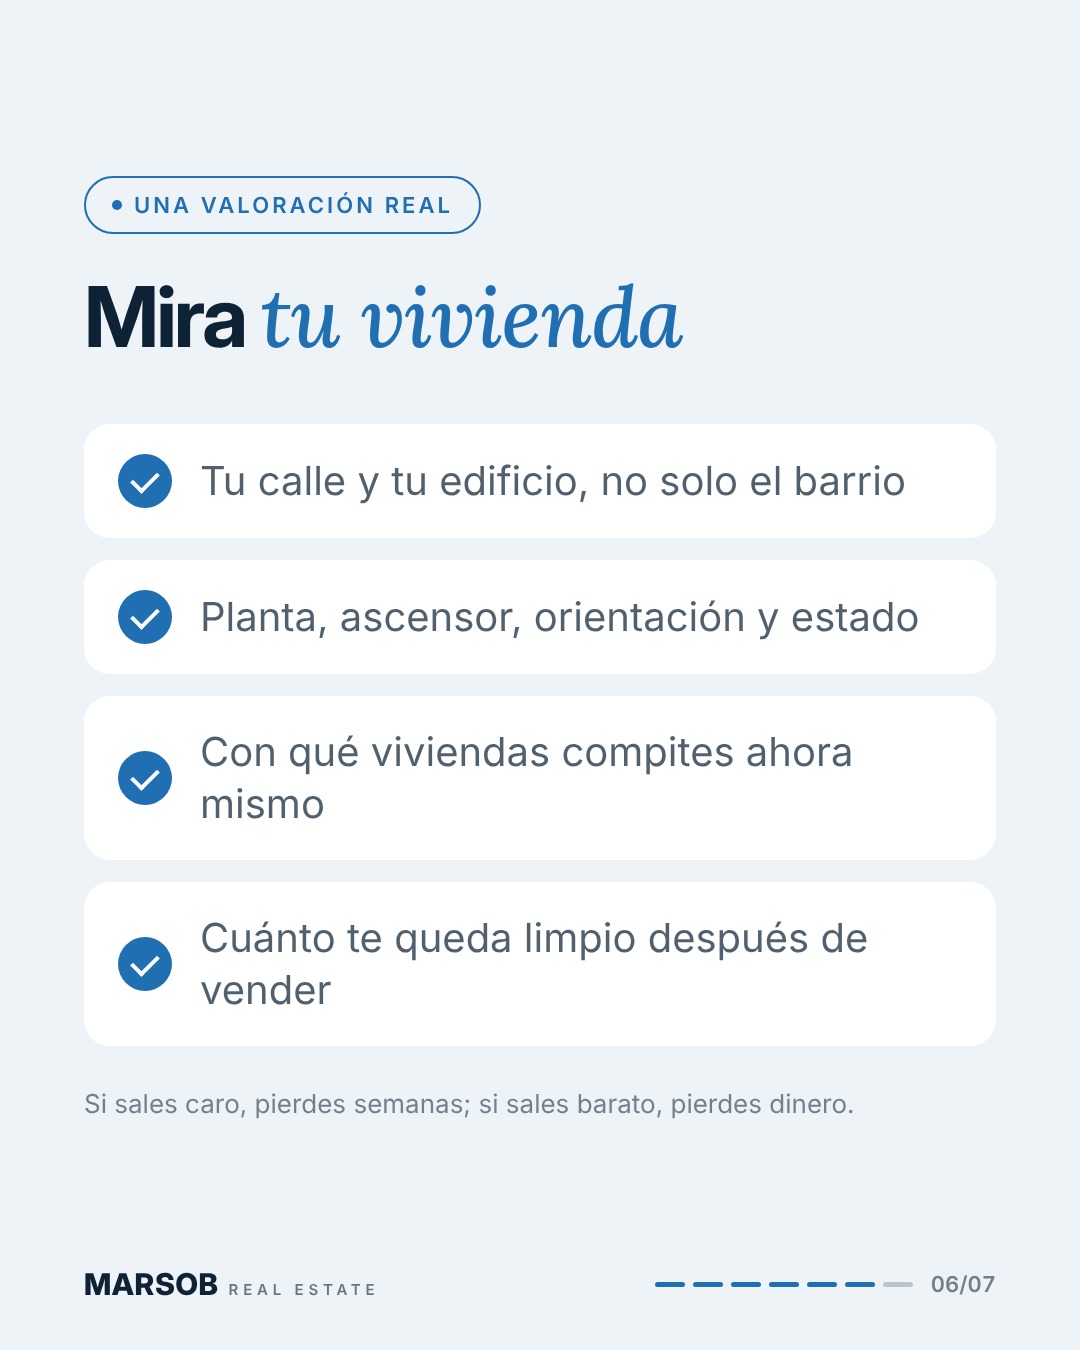 UNA VALORACIÓN REAL
Mira tu vivienda
Tu calle y tu edificio, no solo el barrio
Planta, ascensor, orientación y estado
Con qué viviendas compites ahora
mismo
Cuánto te queda limpio después de
vender
Si sales caro, pierdes semanas; si sales barato, pierdes dinero.
MARSOB REAL ESTATE
06/07